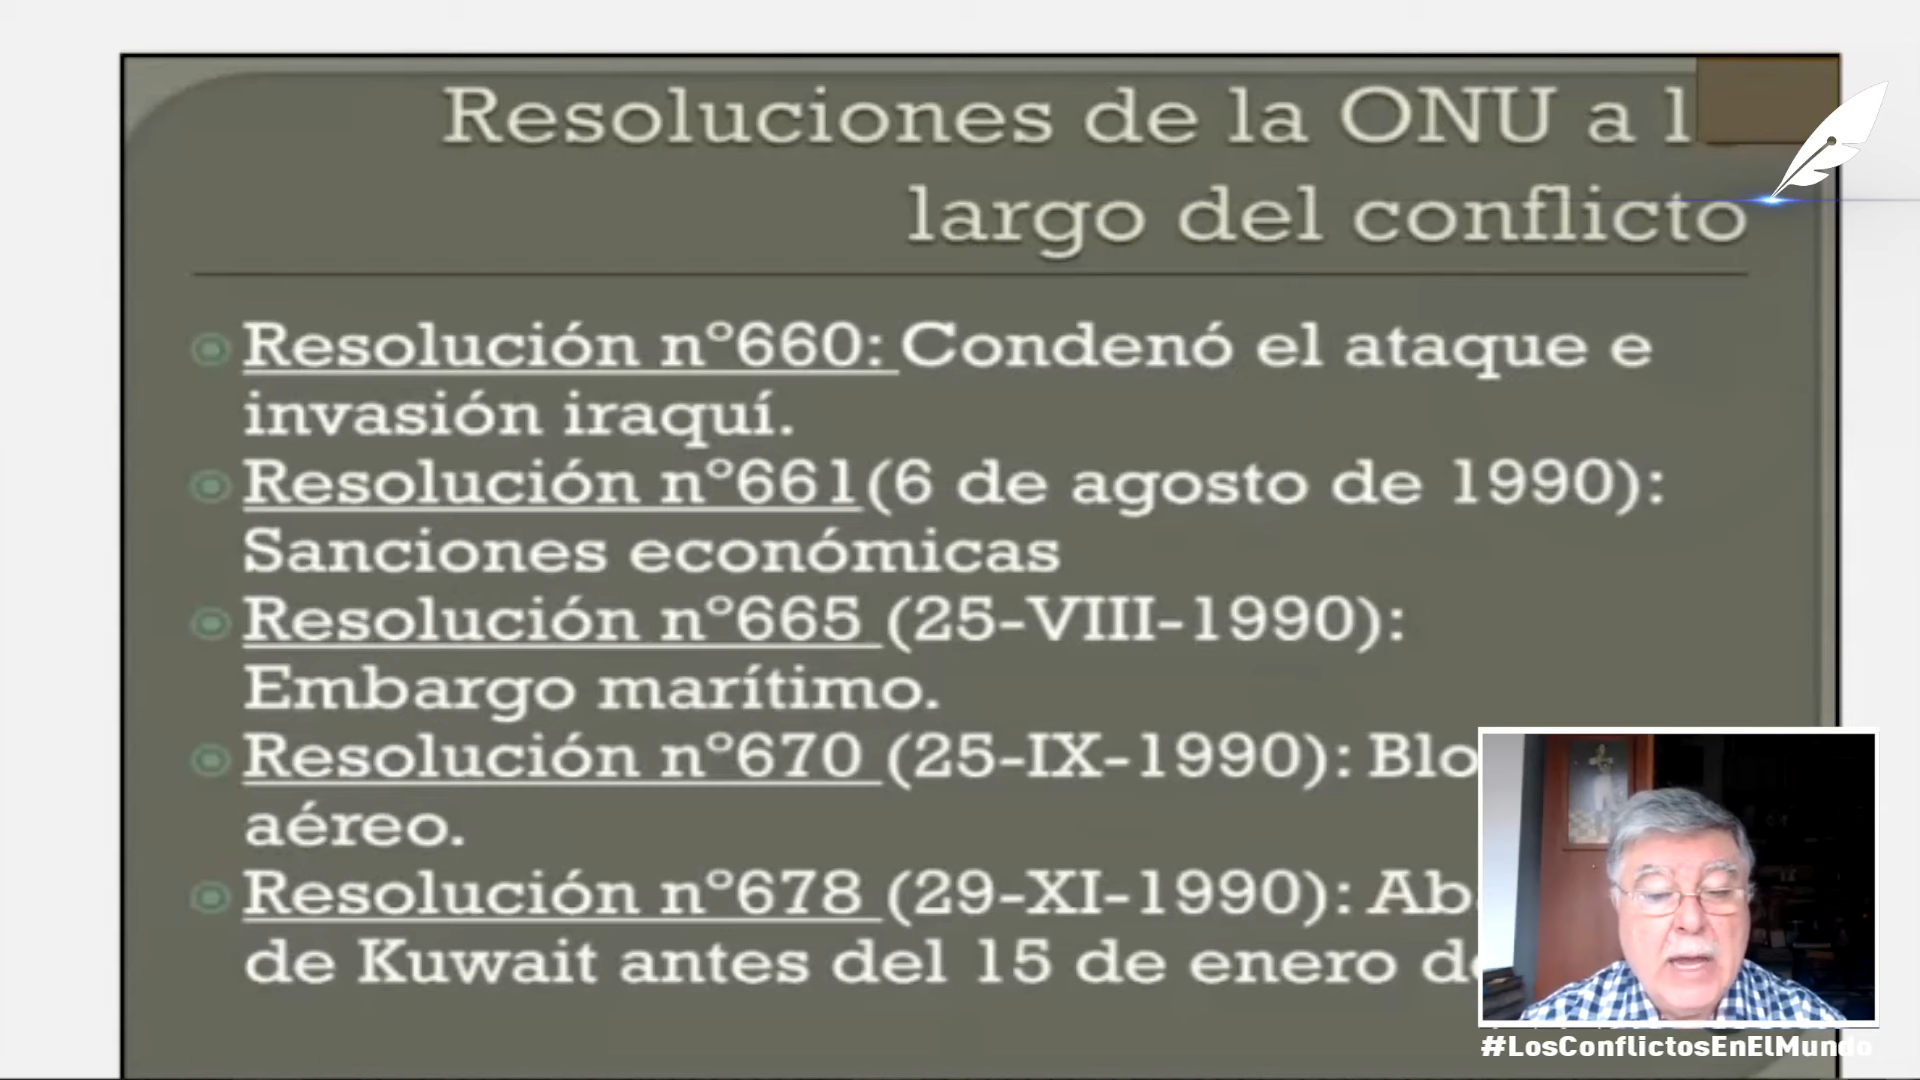 Resoluciones de la ONU a l
largo del conflicto
Resolución nº660: Condenó el ataque e
invasión iraquí.
Resolución nº661(6 de agosto de 1990):
Sanciones económicas
Resolución nº665 (25-VIII-1990):
Embargo marítimo.
Resolución nº670 (25-IX-1990): Blo
aéreo.
Resolución nº678 (29-XI-1990): Ab
de Kuwait antes del 15 de enero de
#LosConflictosEnElMundo